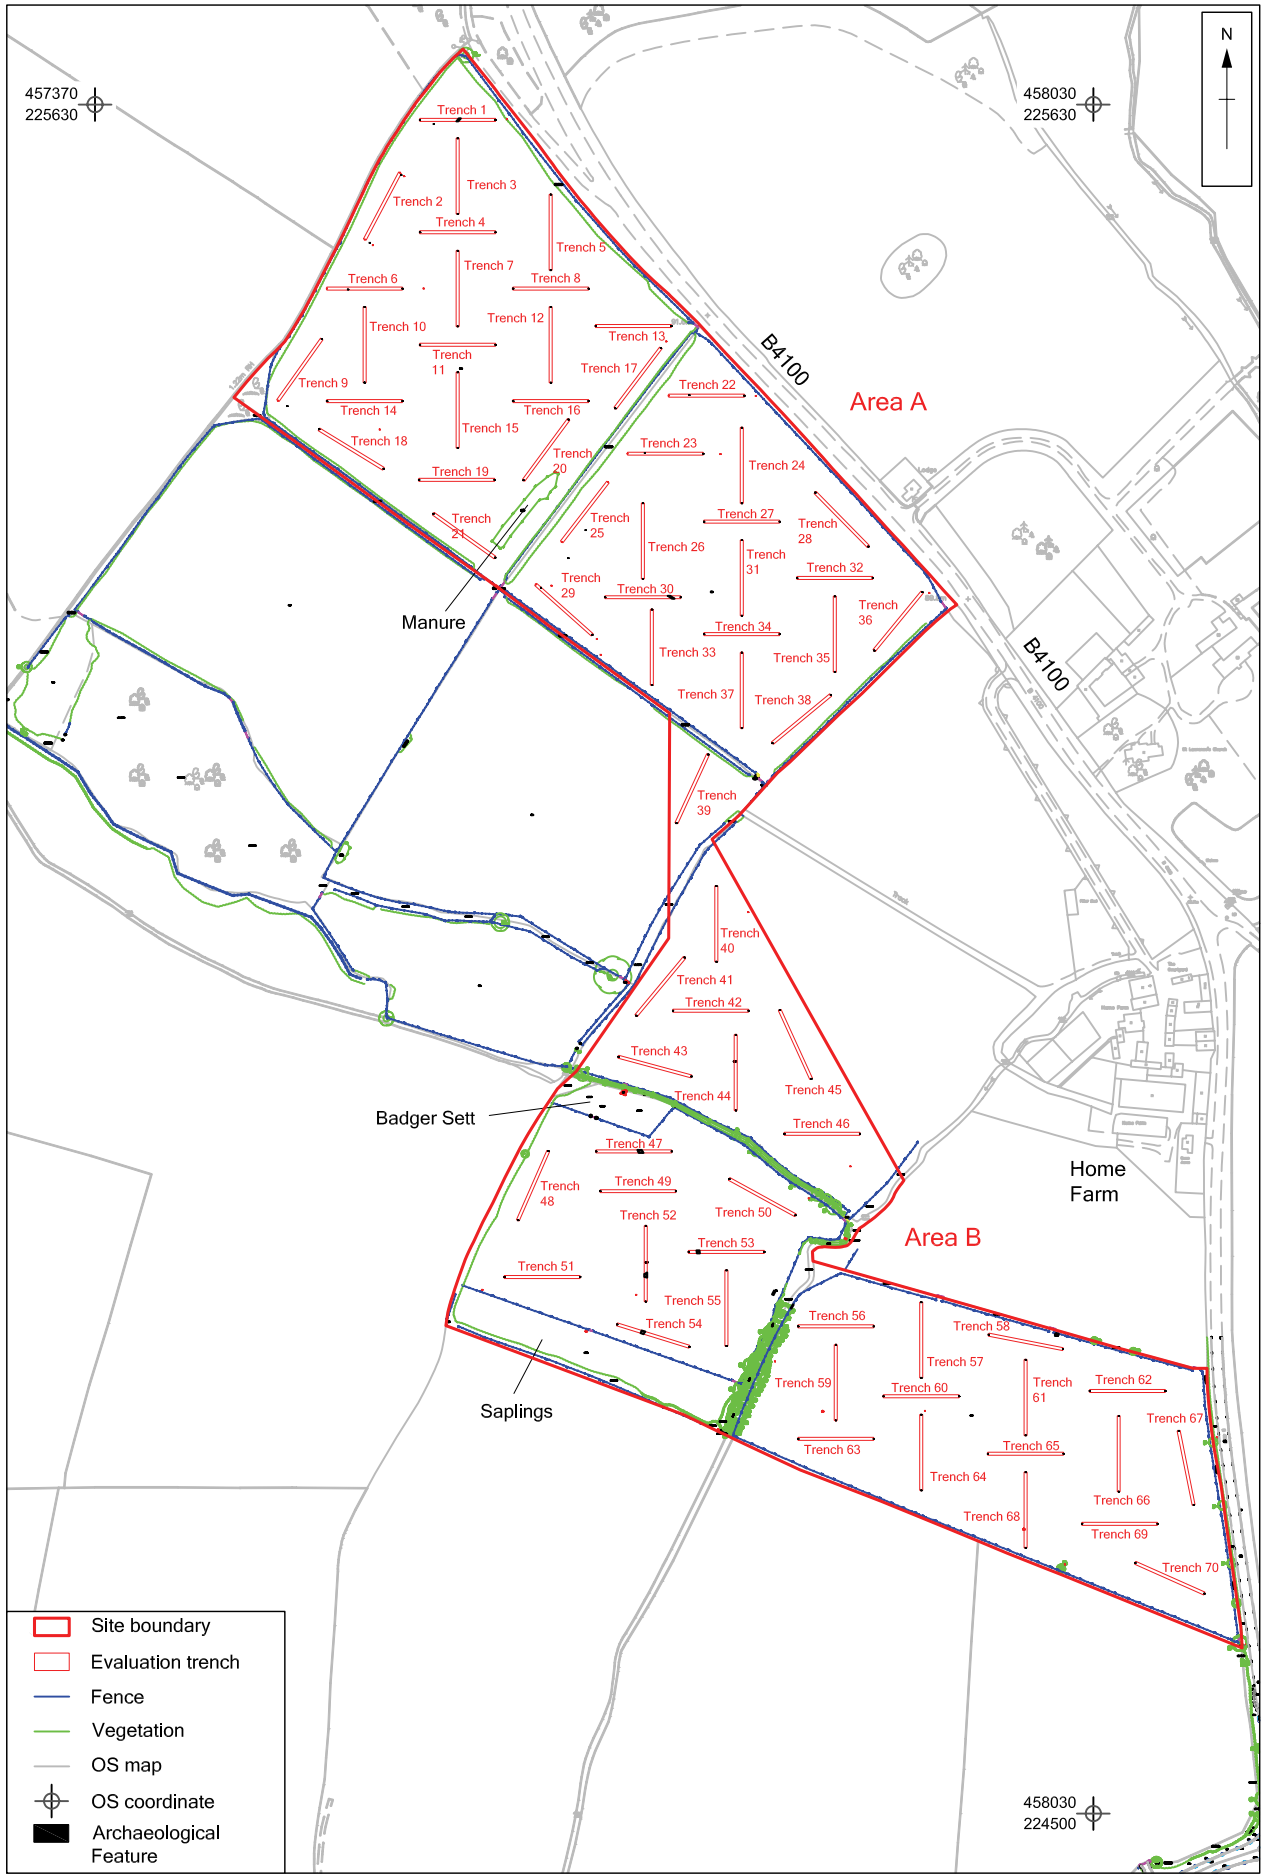 N
457370
225630
458030
225630
Trench 1
Trench 3
Trench 2
Trench 4
Trench 5
Trench 7
Trench 6
Trench 8
Trench 10
Trench 12
Trench 13
Trench
11
Trench 17
Trench 9
Trench 14
Trench 16
Trench 22
B4100
Area A
Trench 18
Trench 15
Trench 23
Trench
20
Trench 24
Trench 19
Trench
21
Trench
25
Trench 27
Trench
28
Trench 26
Trench
31
Trench 32
Trench
29
Trench 30
Manure
Trench
36
Trench 34
Trench 33
Trench 35
B4100
Trench 37
Trench 38
Trench
39
Lodge
Track
Trench
40
Trench 41
Trench 42
Trench 43
Trench 44
Trench 45
Badger Sett
Trench 46
Trench 47
Home
Farm
Trench
48
Trench 49
Trench 50
Trench 52
Trench 53
Area B
Trench 51
Trench 55
Trench 54
Trench 56
Trench 58
Trench 57
Saplings
Trench 59
Trench 60
Trench
61
Trench 62
Trench 67
Trench 63
Trench 65
Trench 64
Trench 66
Trench 68
Trench 69
Trench 70
Site boundary
Evaluation trench
Fence
Vegetation
OS map
OS coordinate
Archaeological
Feature
458030
224500